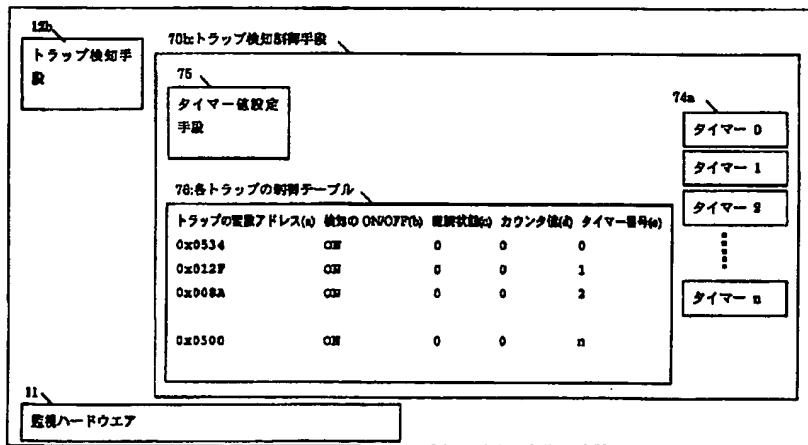 12b
トラップ検知手
段
70b:トラップ検知制御手段
75
タイマー値設定
手段
74a
タイマー 0
タイマー 1
タイマー 2
タイマー n
76:各トラップの制御テーブル
トラップの変数アドレス(a) 検知の ON/OFF(b) 確認状態(c) カウンタ値(d) タイマー番号(e)
0x0534 ON 0 0 0
0x012F ON 0 0 1
0x008A ON 0 0 2
0x0500 ON 0 0 n
11
監視ハードウエア